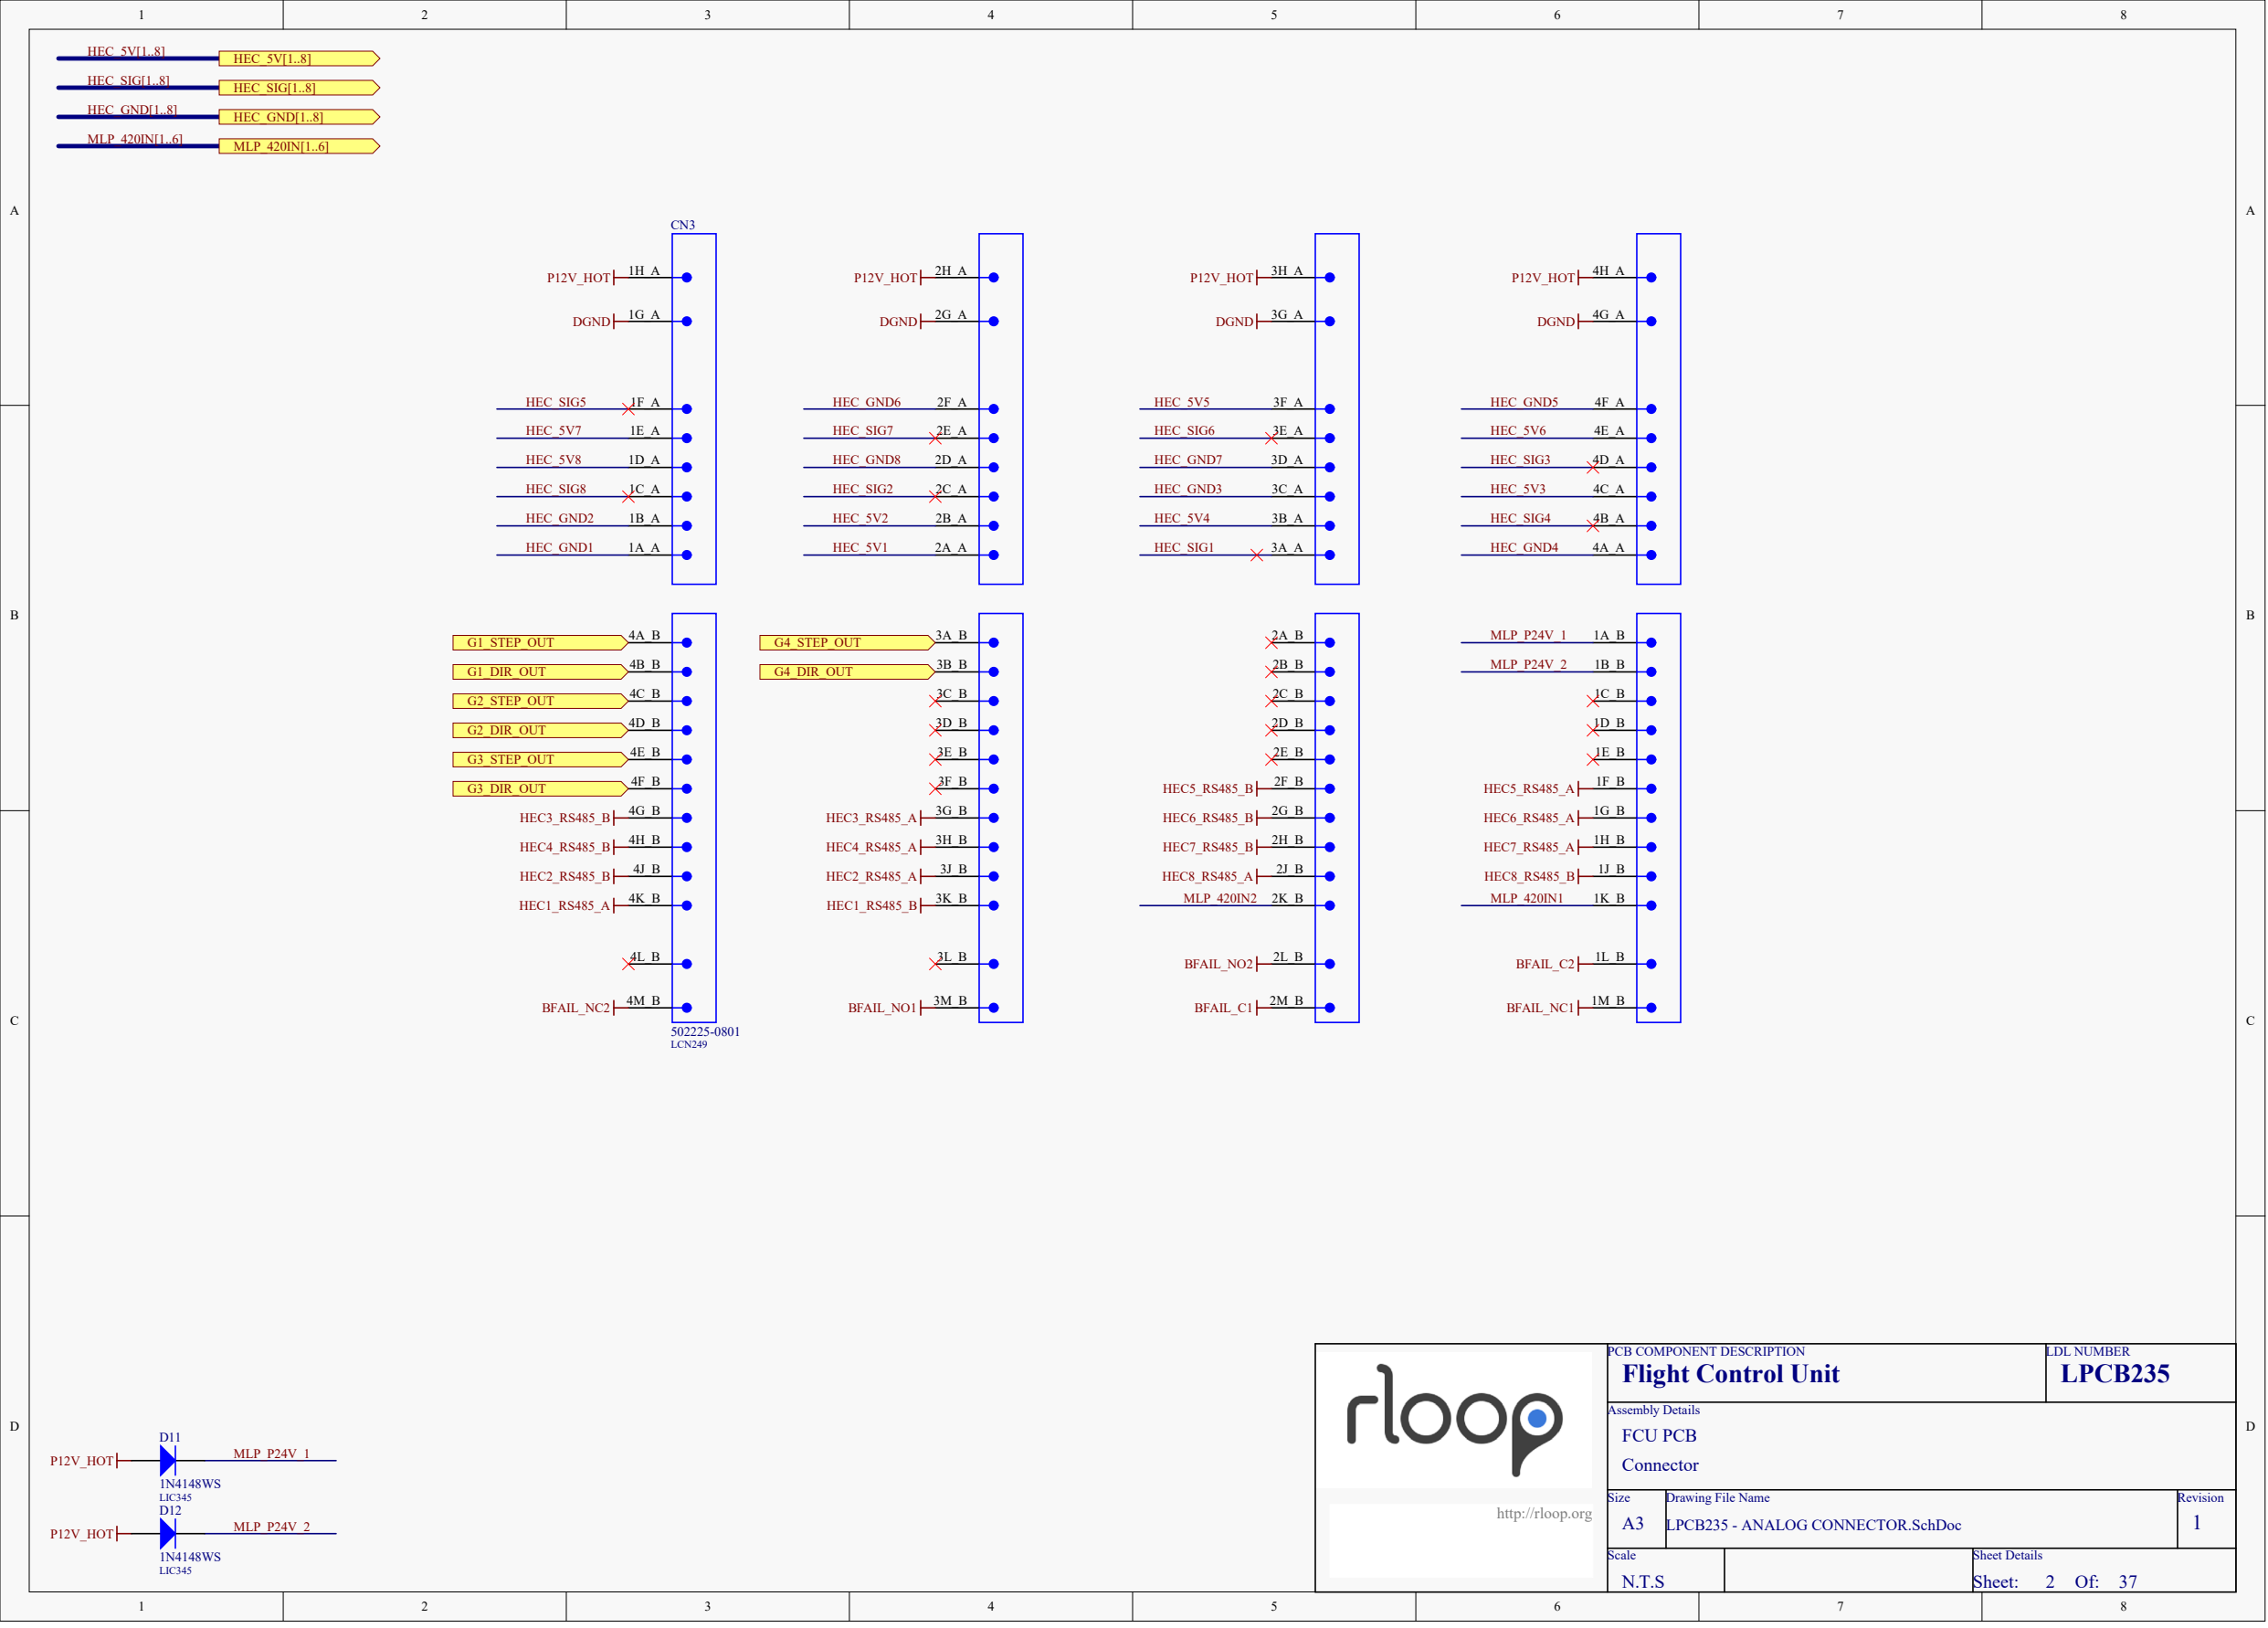 1 2 3 4 5 6 7 8
HEC_5V[1..8] HEC_5V[1..8]
HEC_SIG[1..8] HEC_SIG[1..8]
HEC_GND[1..8] HEC_GND[1..8]
MLP_420IN[1..6] MLP_420IN[1..6]
A A
CN3
P12V_HOT 1H_A P12V_HOT 2H_A P12V_HOT 3H_A P12V_HOT 4H_A
DGND 1G_A DGND 2G_A DGND 3G_A DGND 4G_A
HEC_SIG5 1F_A HEC_GND6 2F_A HEC_5V5 3F_A HEC_GND5 4F_A
HEC_5V7 1E_A HEC_SIG7 2E_A HEC_SIG6 3E_A HEC_5V6 4E_A
HEC_5V8 1D_A HEC_GND8 2D_A HEC_GND7 3D_A HEC_SIG3 4D_A
HEC_SIG8 1C_A HEC_SIG2 2C_A HEC_GND3 3C_A HEC_5V3 4C_A
HEC_GND2 1B_A HEC_5V2 2B_A HEC_5V4 3B_A HEC_SIG4 4B_A
HEC_GND1 1A_A HEC_5V1 2A_A HEC_SIG1 3A_A HEC_GND4 4A_A
B B
G1_STEP_OUT 4A_B G4_STEP_OUT 3A_B 2A_B MLP_P24V_1 1A_B
G1_DIR_OUT 4B_B G4_DIR_OUT 3B_B 2B_B MLP_P24V_2 1B_B
G2_STEP_OUT 4C_B 3C_B 2C_B 1C_B
G2_DIR_OUT 4D_B 3D_B 2D_B 1D_B
G3_STEP_OUT 4E_B 3E_B 2E_B 1E_B
G3_DIR_OUT 4F_B 3F_B HEC5_RS485_B 2F_B HEC5_RS485_A 1F_B
HEC3_RS485_B 4G_B HEC3_RS485_A 3G_B HEC6_RS485_B 2G_B HEC6_RS485_A 1G_B
HEC4_RS485_B 4H_B HEC4_RS485_A 3H_B HEC7_RS485_B 2H_B HEC7_RS485_A 1H_B
HEC2_RS485_B 4J_B HEC2_RS485_A 3J_B HEC8_RS485_A 2J_B HEC8_RS485_B 1J_B
HEC1_RS485_A 4K_B HEC1_RS485_B 3K_B MLP_420IN2 2K_B MLP_420IN1 1K_B
4L_B 3L_B BFAIL_NO2 2L_B BFAIL_C2 1L_B
BFAIL_NC2 4M_B BFAIL_NO1 3M_B BFAIL_C1 2M_B BFAIL_NC1 1M_B
C C
502225-0801
LCN249
D D
D11
P12V_HOT MLP_P24V_1
1N4148WS
LIC345
D12
P12V_HOT MLP_P24V_2
1N4148WS
LIC345
rloop
http://rloop.org
PCB COMPONENT DESCRIPTION LDL NUMBER
Flight Control Unit LPCB235
Assembly Details
FCU PCB
Connector
Size Drawing File Name Revision
A3 LPCB235 - ANALOG CONNECTOR.SchDoc 1
Scale Sheet Details
N.T.S Sheet: 2 Of: 37
1 2 3 4 5 6 7 8